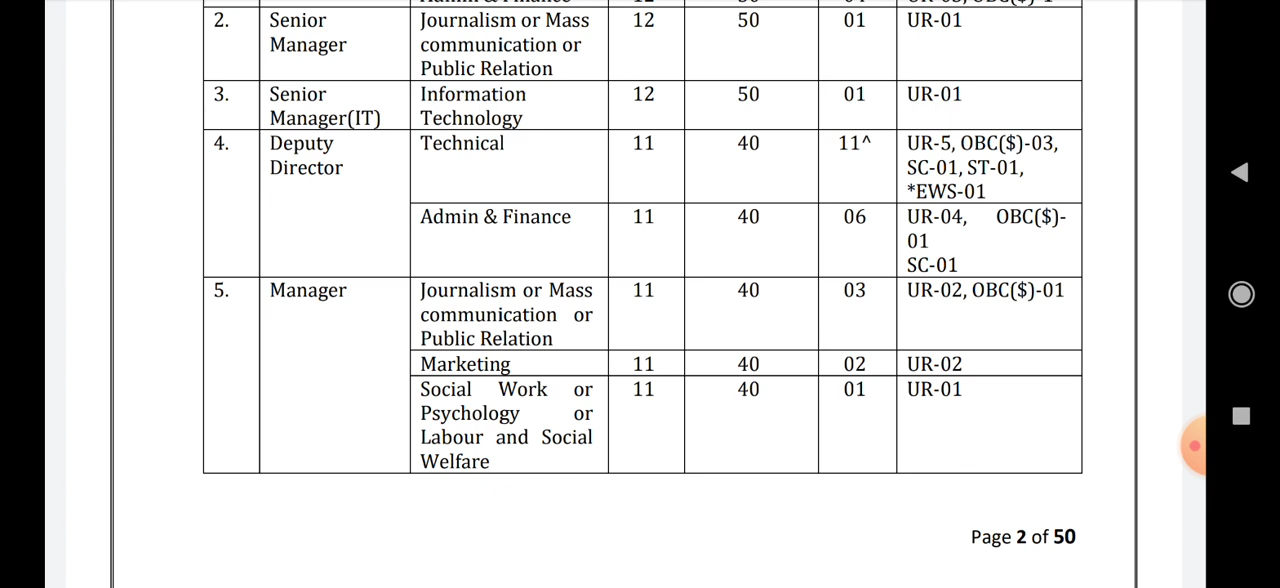 2. Senior Manager Journalism or Mass communication or Public Relation 12 50 01 UR-01
3. Senior Manager(IT) Information Technology 12 50 01 UR-01
4. Deputy Director Technical 11 40 11^ UR-5, OBC($)-03, SC-01, ST-01, *EWS-01
Admin & Finance 11 40 06 UR-04, OBC($)-01 SC-01
5. Manager Journalism or Mass communication or Public Relation 11 40 03 UR-02, OBC($)-01
Marketing 11 40 02 UR-02
Social Work or Psychology or Labour and Social Welfare 11 40 01 UR-01
Page 2 of 50